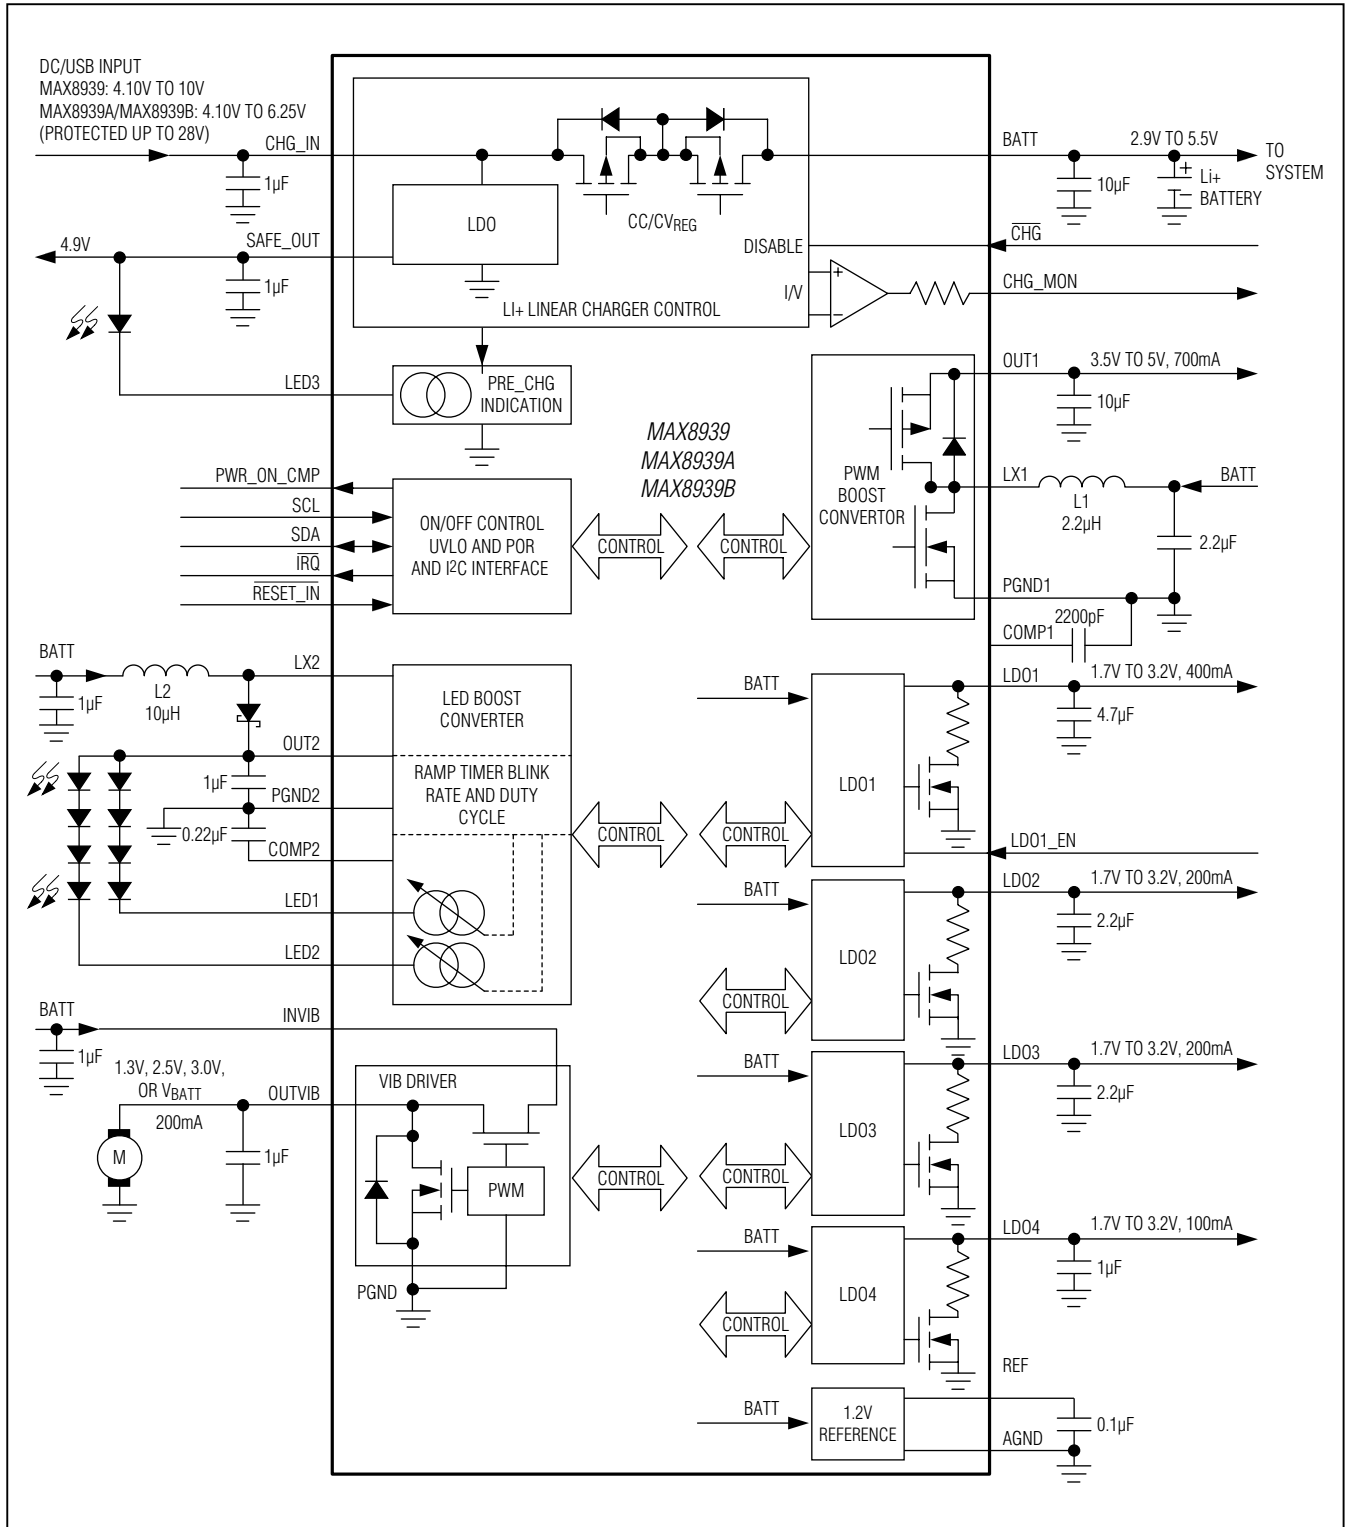 DC/USB INPUT
MAX8939: 4.10V TO 10V
MAX8939A/MAX8939B: 4.10V TO 6.25V
(PROTECTED UP TO 28V)
CHG_IN
1µF
LDO
CC/CVREG
BATT
2.9V TO 5.5V
TO
SYSTEM
10µF
+
Li+
−
BATTERY
4.9V
SAFE_OUT
1µF
DISABLE
CHG
I/V
+
−
CHG_MON
LI+ LINEAR CHARGER CONTROL
LED3
PRE_CHG
INDICATION
OUT1
3.5V TO 5V, 700mA
10µF
MAX8939
MAX8939A
MAX8939B
PWM
BOOST
CONVERTOR
LX1
L1
2.2µH
BATT
2.2µF
PGND1
2200pF
COMP1
PWR_ON_CMP
SCL
SDA
IRQ
RESET_IN
ON/OFF CONTROL
UVLO AND POR
AND I2C INTERFACE
CONTROL
CONTROL
BATT
1µF
L2
10µH
LX2
LED BOOST
CONVERTER
OUT2
1µF
RAMP TIMER BLINK
RATE AND DUTY
CYCLE
PGND2
0.22µF
COMP2
LED1
LED2
CONTROL
CONTROL
BATT
LDO1
LDO1
1.7V TO 3.2V, 400mA
4.7µF
LDO1_EN
BATT
LDO2
CONTROL
LDO2
1.7V TO 3.2V, 200mA
2.2µF
BATT
1µF
INVIB
1.3V, 2.5V, 3.0V,
OR VBATT
200mA
OUTVIB
M
1µF
VIB DRIVER
PWM
PGND
CONTROL
CONTROL
BATT
LDO3
LDO3
1.7V TO 3.2V, 200mA
2.2µF
BATT
LDO4
CONTROL
LDO4
1.7V TO 3.2V, 100mA
1µF
BATT
1.2V
REFERENCE
REF
0.1µF
AGND